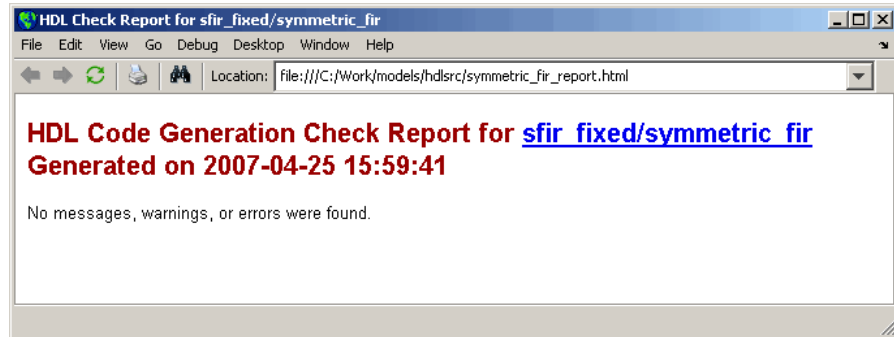 HDL Check Report for sfir_fixed/symmetric_fir
File Edit View Go Debug Desktop Window Help
Location: file:///C:/Work/models/hdlsrc/symmetric_fir_report.html
HDL Code Generation Check Report for sfir_fixed/symmetric_fir
Generated on 2007-04-25 15:59:41
No messages, warnings, or errors were found.